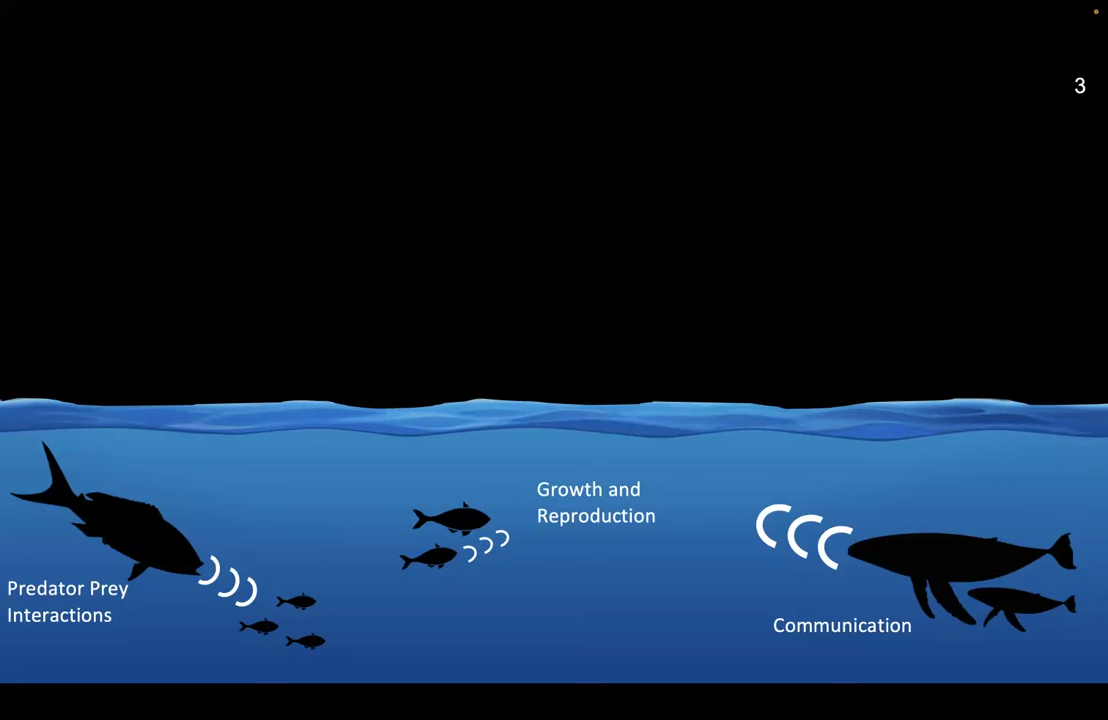 3
Growth and
Reproduction
Predator Prey
Interactions
Communication